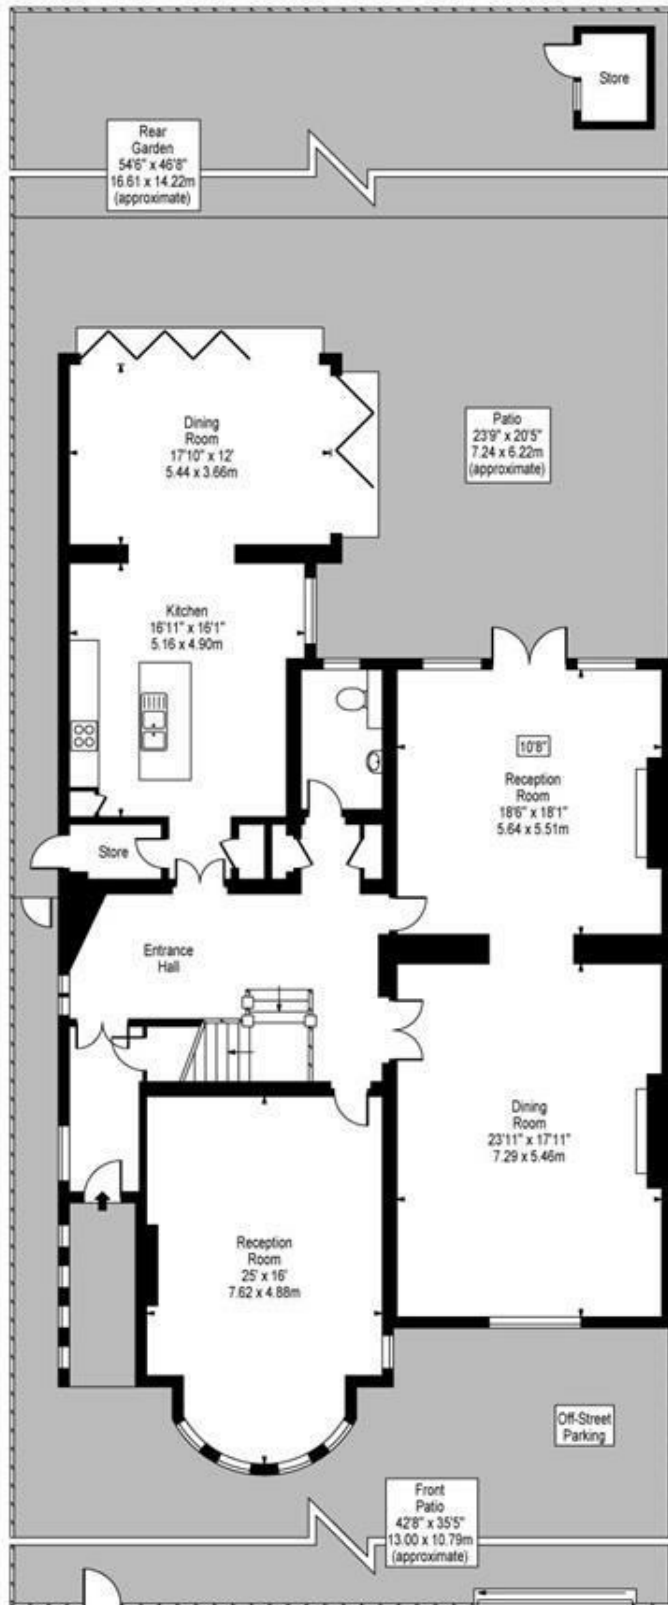 Store
Rear
Garden
54'6" x 46'8"
16.61 x 14.22m
(approximate)
Dining
Room
17'10" x 12'
5.44 x 3.66m
Patio
23'9" x 20'5"
7.24 x 6.22m
(approximate)
Kitchen
16'11" x 16'1"
5.16 x 4.90m
10'8"
Reception
Room
18'6" x 18'1"
5.64 x 5.51m
Store
Entrance
Hall
Dining
Room
23'11" x 17'11"
7.29 x 5.46m
Reception
Room
25' x 16'
7.62 x 4.88m
Off-Street
Parking
Front
Patio
42'8" x 35'5"
13.00 x 10.79m
(approximate)